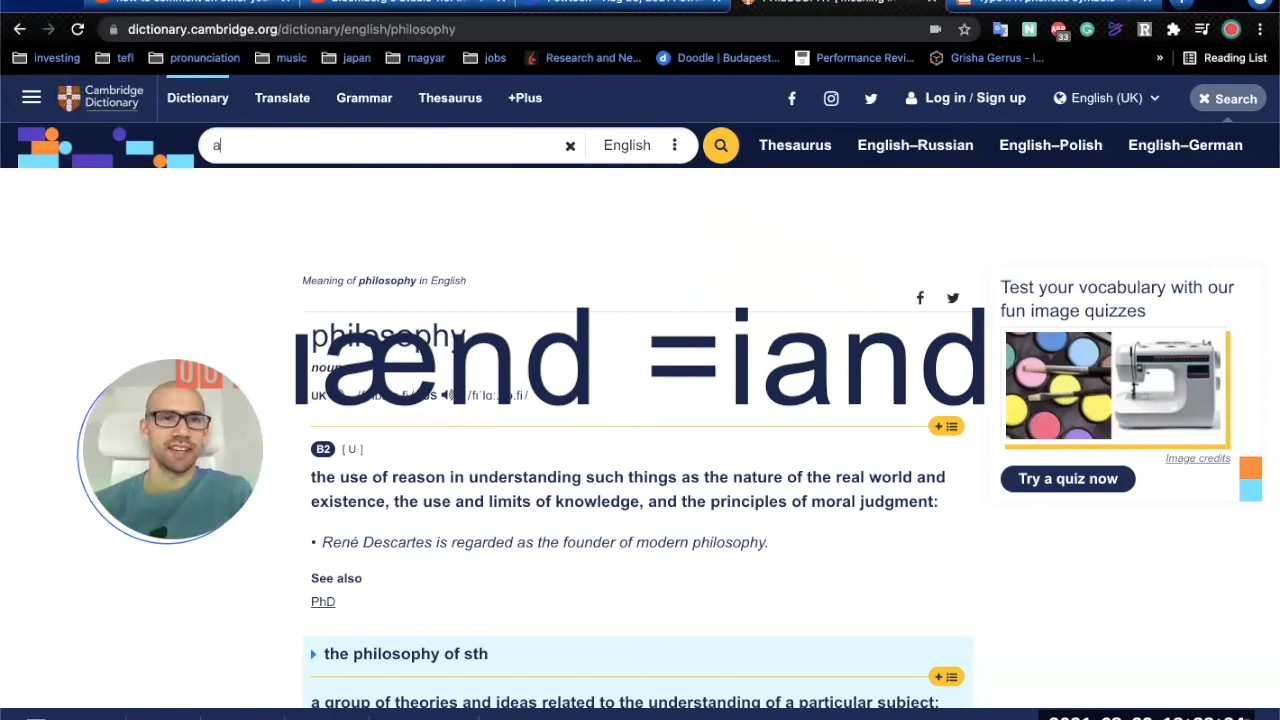 dictionary.cambridge.org/dictionary/english/philosophy
33
investing tefl pronunciation music japan magyar jobs Research and Ne... Doodle | Budapest... Performance Revi... Grisha Gerrus – I... » Reading List
Cambridge Dictionary
Dictionary Translate Grammar Thesaurus +Plus Log in / Sign up English (UK) Search
a English Thesaurus English–Russian English–Polish English–German
Meaning of philosophy in English
philosophy
ıænd =iand
noun
UK US
B2 [ U ]
the use of reason in understanding such things as the nature of the real world and
existence, the use and limits of knowledge, and the principles of moral judgment:
• René Descartes is regarded as the founder of modern philosophy.
See also
PhD
the philosophy of sth
a group of theories and ideas related to the understanding of a particular subject:
Test your vocabulary with our
fun image quizzes
Image credits
Try a quiz now